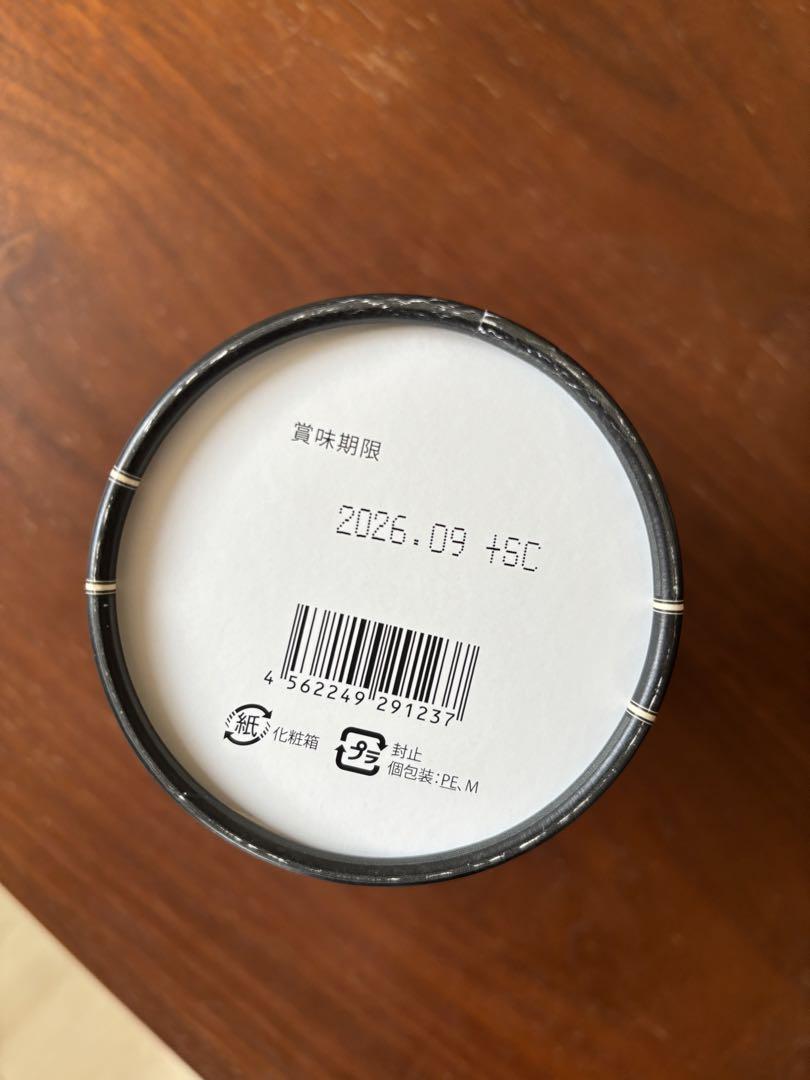 賞味期限
2026.09 +SC
4 562249 291237
紙 化粧箱
プラ 封止
個包装:PE、M